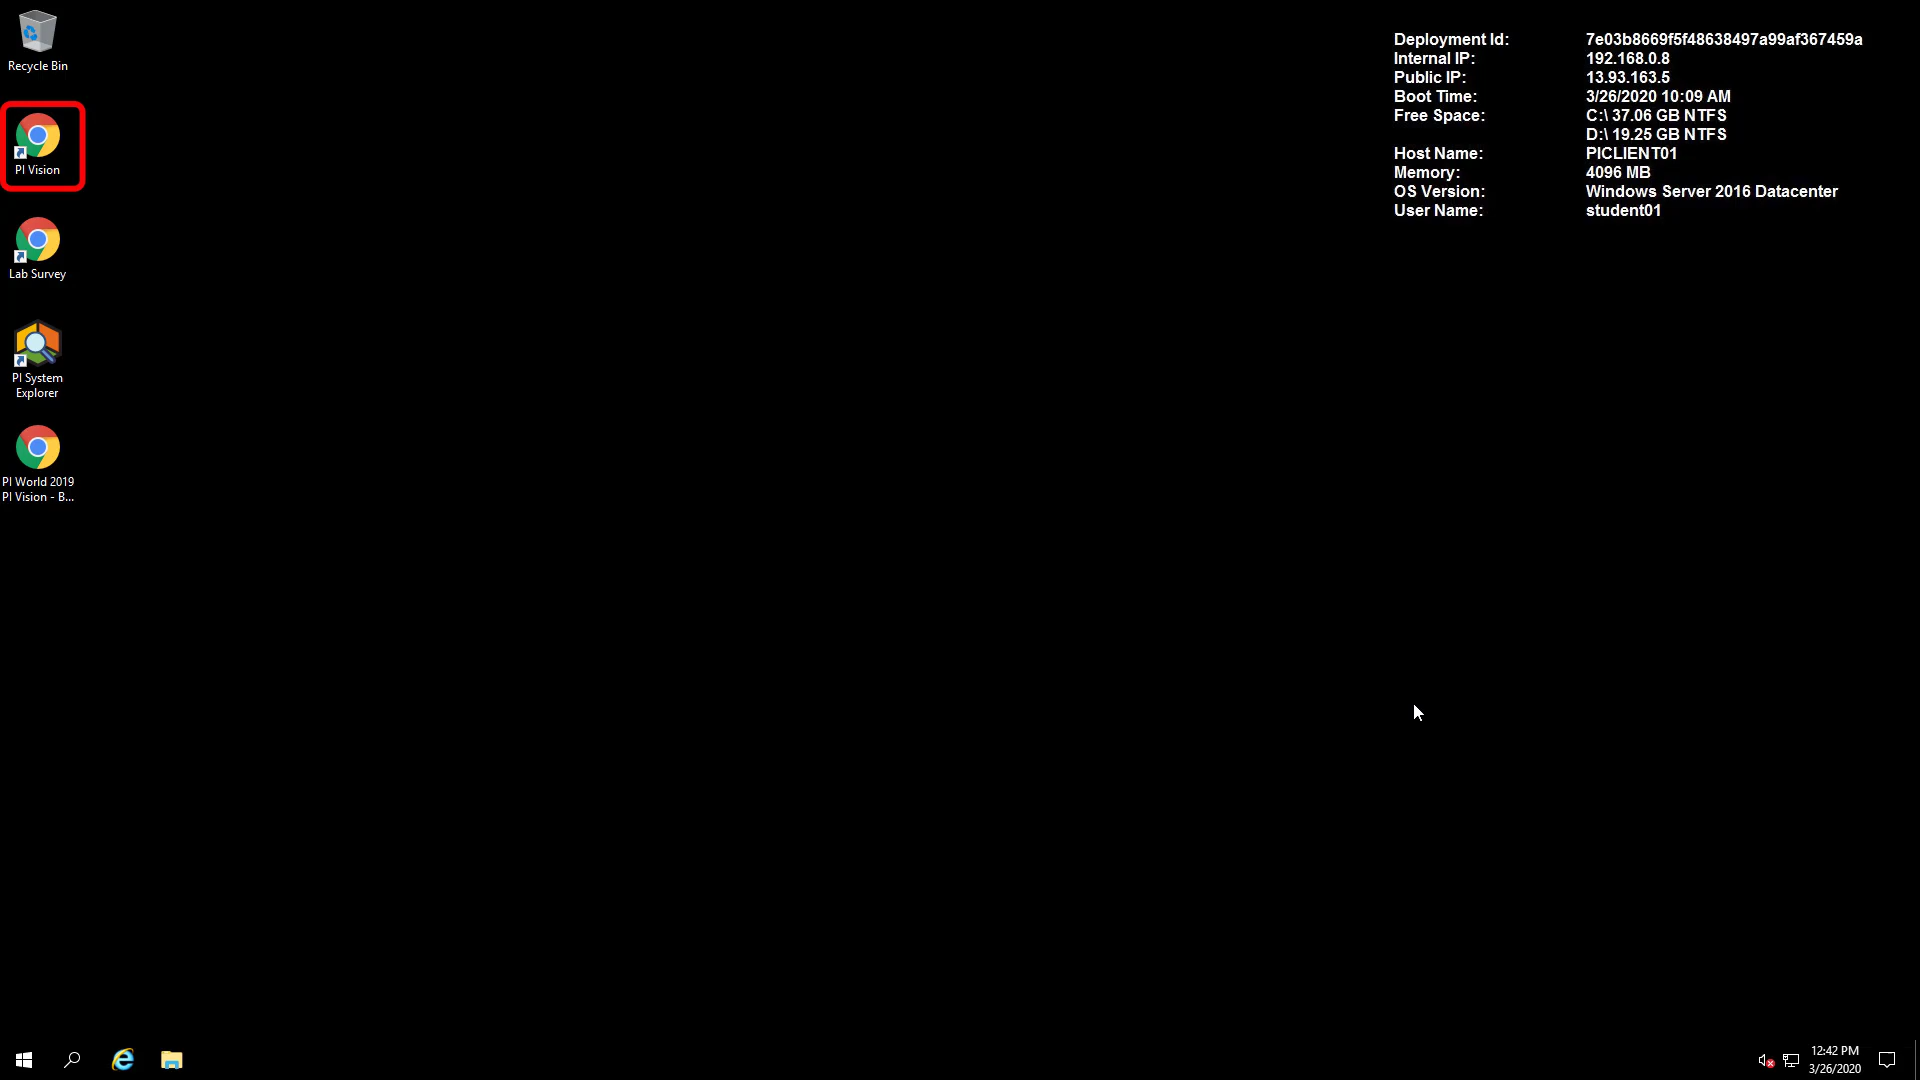 Recycle Bin
PI Vision
Lab Survey
PI System
Explorer
PI World 2019
PI Vision - B...
Deployment Id: 7e03b8669f5f48638497a99af367459a
Internal IP: 192.168.0.8
Public IP: 13.93.163.5
Boot Time: 3/26/2020 10:09 AM
Free Space: C:\ 37.06 GB NTFS
D:\ 19.25 GB NTFS
Host Name: PICLIENT01
Memory: 4096 MB
OS Version: Windows Server 2016 Datacenter
User Name: student01
12:42 PM
3/26/2020